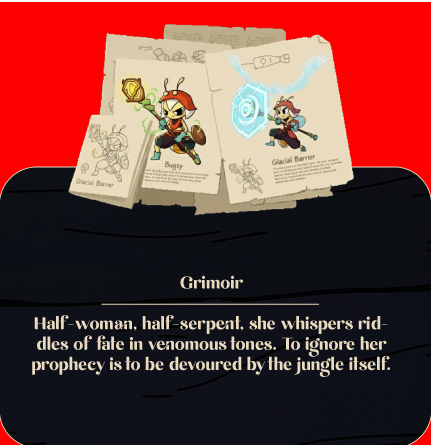 Glacial Barrier
Bugsy
Glacial Barrier
Grimoir
Half-woman, half-serpent, she whispers rid-
dles of fate in venomous tones. To ignore her
prophecy is to be devoured by the jungle itself.